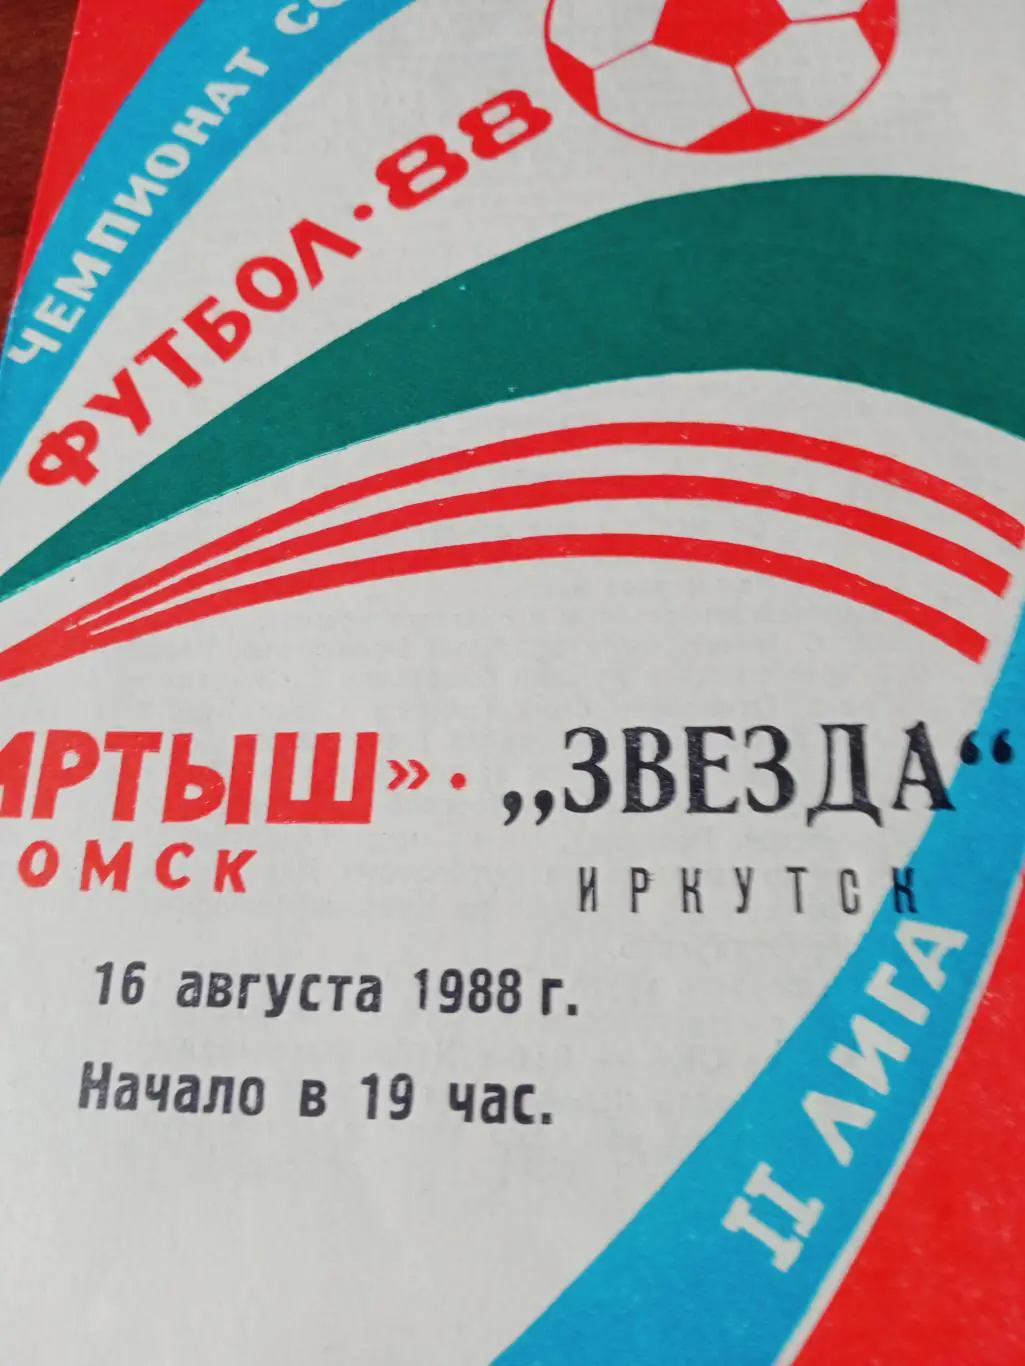 ЧЕМПИОНАТ
ФУТБОЛ·88
ИРТЫШ» · „ЗВЕЗДА“
ОМСК ИРКУТСК
16 августа 1988 г.
Начало в 19 час.
II ЛИГА